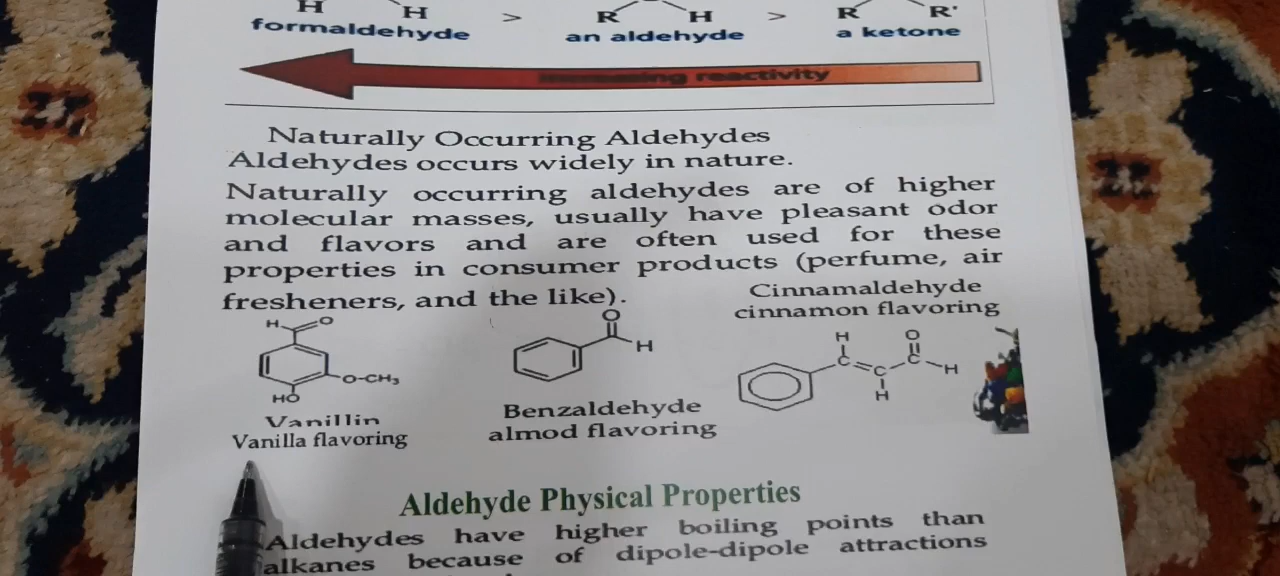 H H > R H > R R'
formaldehyde an aldehyde a ketone
Increasing reactivity
Naturally Occurring Aldehydes
Aldehydes occurs widely in nature.
Naturally occurring aldehydes are of higher
molecular masses, usually have pleasant odor
and flavors and are often used for these
properties in consumer products (perfume, air
fresheners, and the like).
Cinnamaldehyde
cinnamon flavoring
H O
O-CH₃
HO
Vanillin
Vanilla flavoring
O
H
Benzaldehyde
almod flavoring
H O
C C C H
H
Aldehyde Physical Properties
Aldehydes have higher boiling points than
alkanes because of dipole-dipole attractions